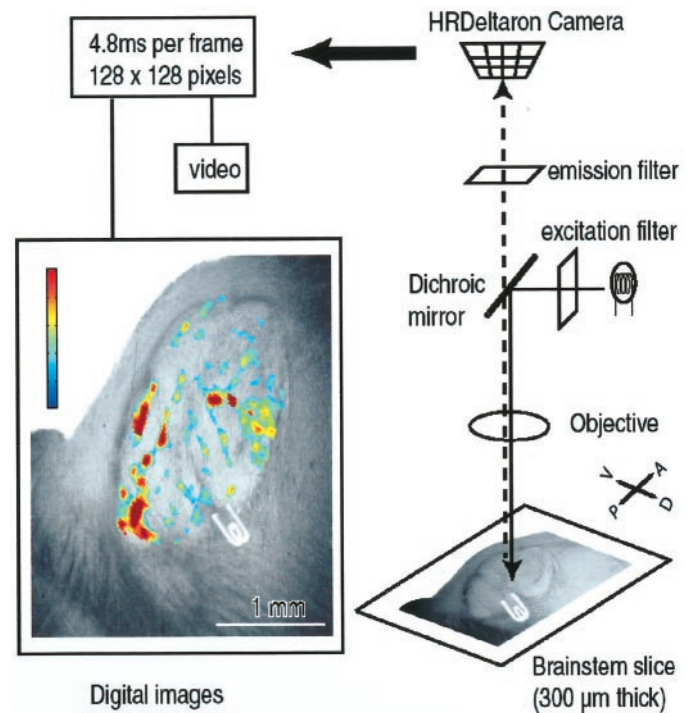 HRDeltaron Camera
4.8ms per frame
128 x 128 pixels
video
emission filter
excitation filter
Dichroic
mirror
Objective
V A
P D
1 mm
Brainstem slice
(300 µm thick)
Digital images